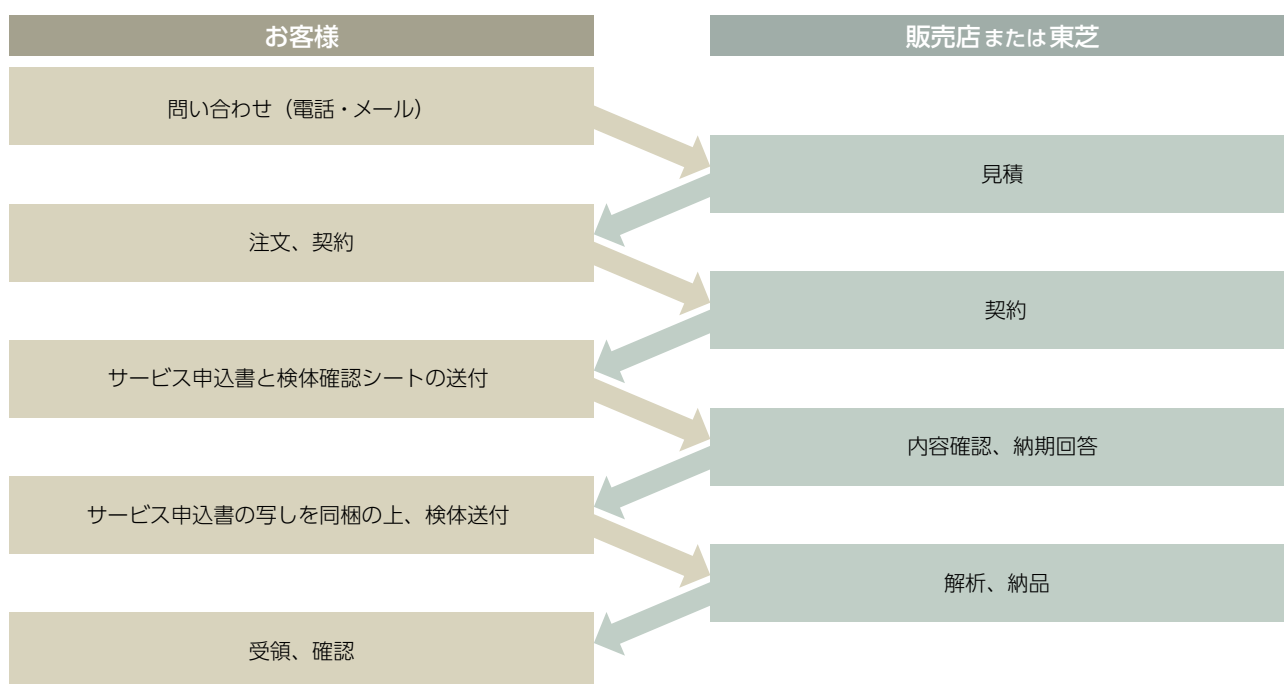 お客様
販売店または東芝
問い合わせ（電話・メール）
見積
注文、契約
契約
サービス申込書と検体確認シートの送付
内容確認、納期回答
サービス申込書の写しを同梱の上、検体送付
解析、納品
受領、確認